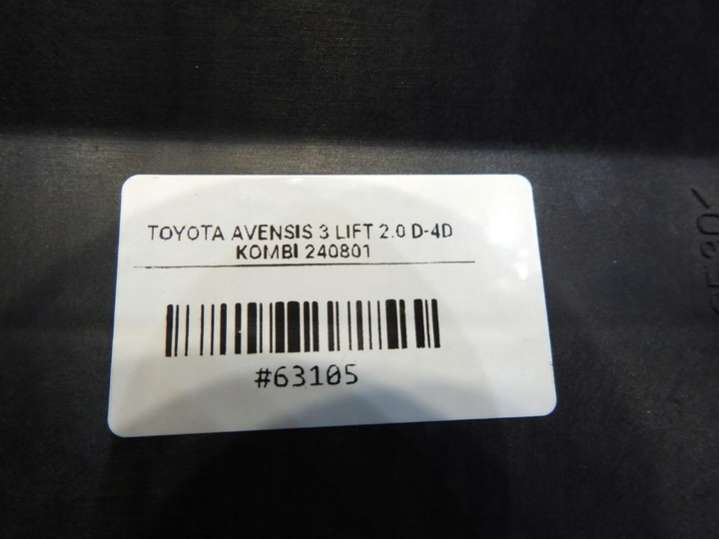 TOYOTA AVENSIS 3 LIFT 2.0 D-4D
KOMBI 240801
#63105